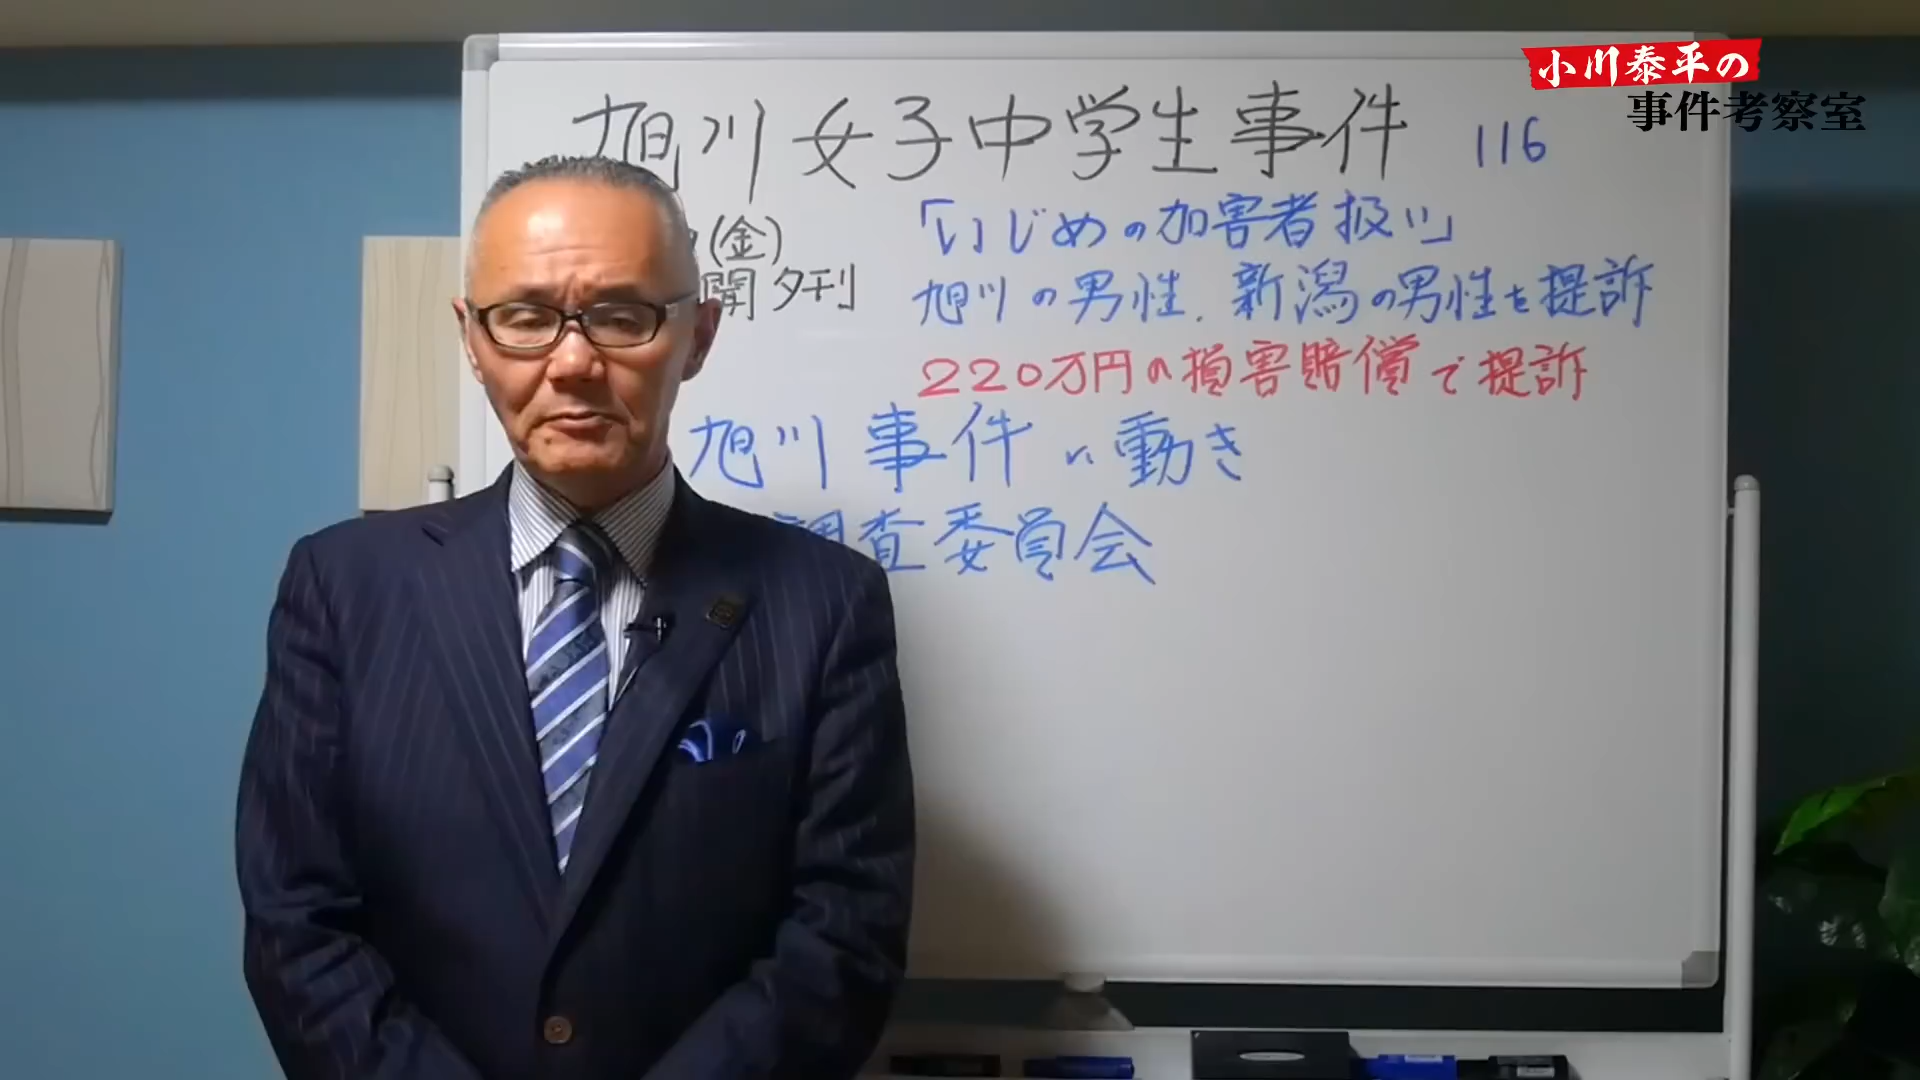 小川泰平の
事件考察室
旭川女子中学生事件 116
(金)
聞夕刊
「いじめの加害者扱い」
旭川の男性、新潟の男性を提訴
220万円の損害賠償で提訴
旭川事件に動き
調査委員会